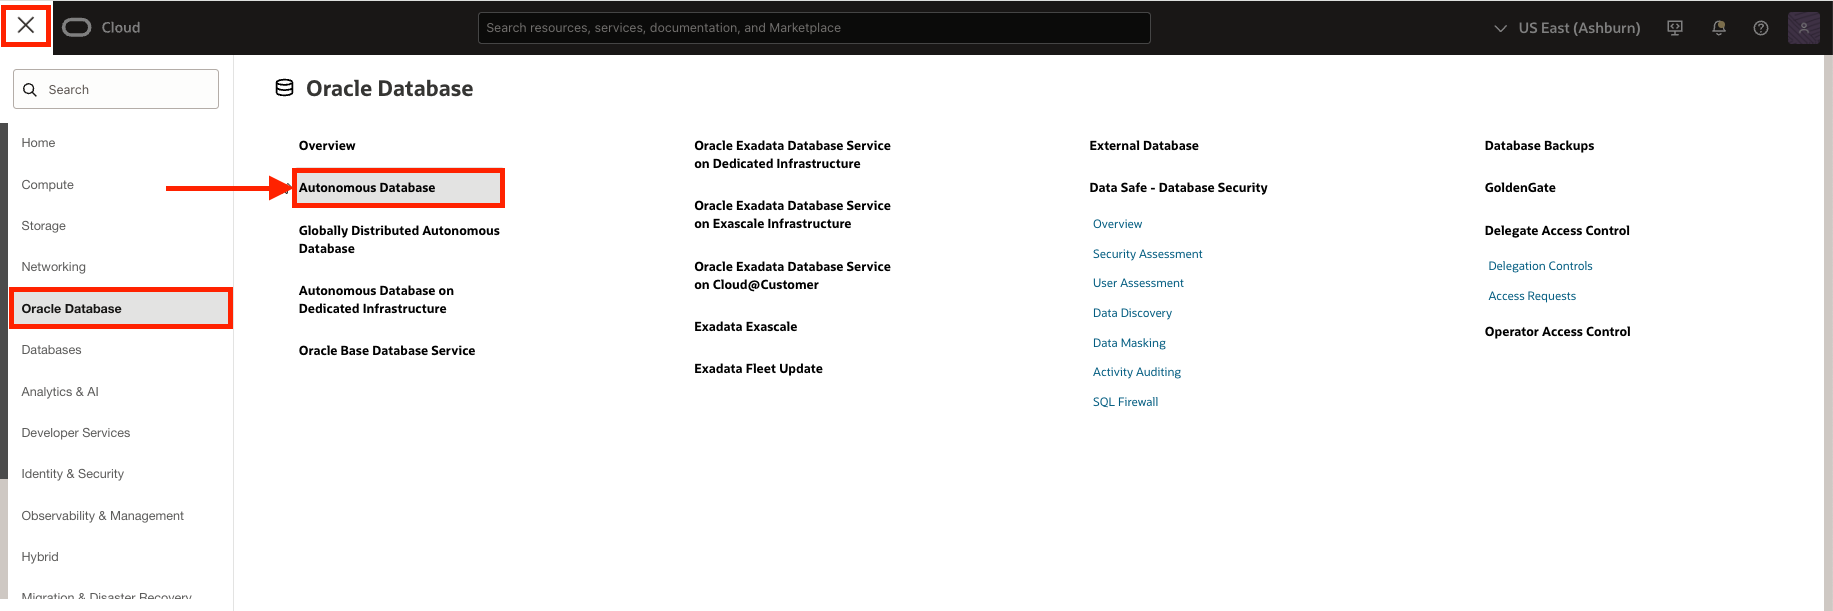 Cloud
Search resources, services, documentation, and Marketplace
US East (Ashburn)
Search
Home
Compute
Storage
Networking
Oracle Database
Databases
Analytics & AI
Developer Services
Identity & Security
Observability & Management
Hybrid
Migration & Disaster Recovery
Oracle Database
Overview
Autonomous Database
Globally Distributed Autonomous
Database
Autonomous Database on
Dedicated Infrastructure
Oracle Base Database Service
Oracle Exadata Database Service
on Dedicated Infrastructure
Oracle Exadata Database Service
on Exascale Infrastructure
Oracle Exadata Database Service
on Cloud@Customer
Exadata Exascale
Exadata Fleet Update
External Database
Data Safe - Database Security
Overview
Security Assessment
User Assessment
Data Discovery
Data Masking
Activity Auditing
SQL Firewall
Database Backups
GoldenGate
Delegate Access Control
Delegation Controls
Access Requests
Operator Access Control